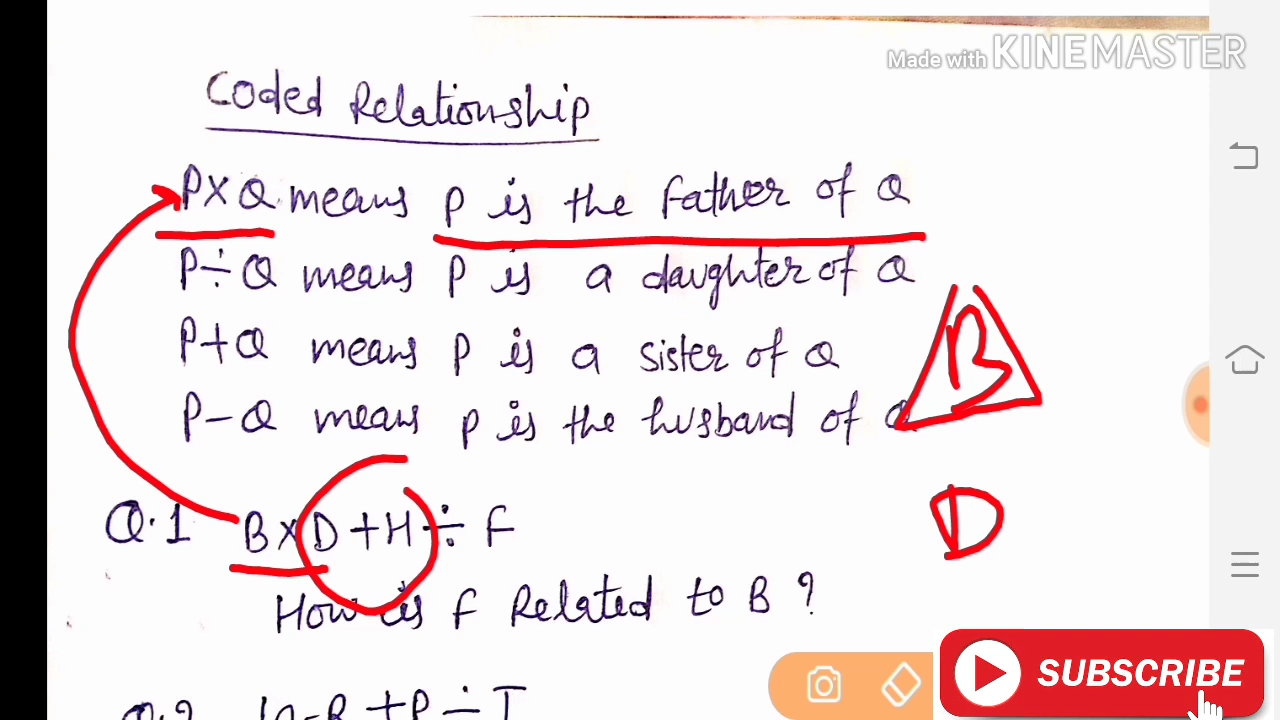 Made with KINEMASTER
Coded Relationship
P×Q means P is the Father of Q
P÷Q means P is a daughter of Q
P+Q means P is a sister of Q
P-Q means P is the husband of Q
B
Q.1 B×D+H÷F
D
How is F Related to B?
SUBSCRIBE